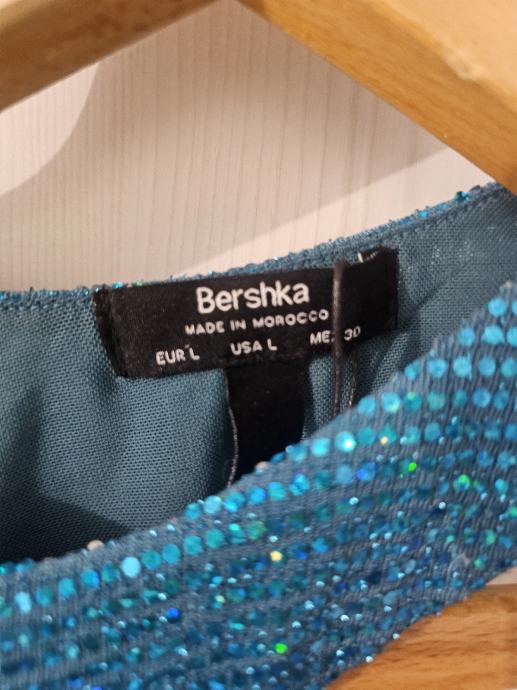 Bershka
MADE IN MOROCCO
EUR L USA L MEX 30